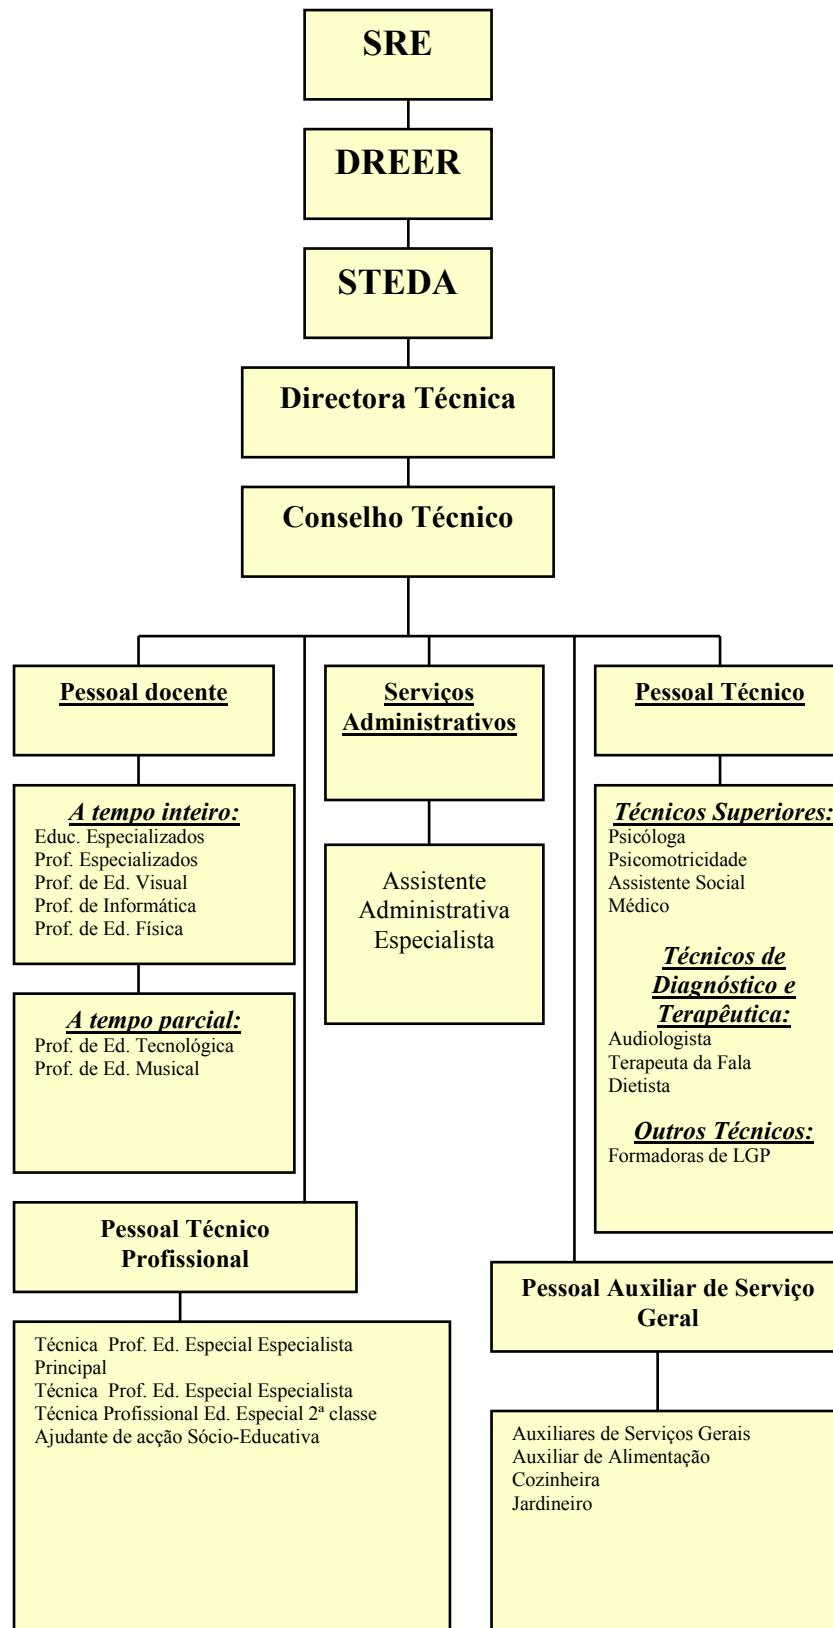 SRE
DREER
STEDA
Directora Técnica
Conselho Técnico
Pessoal docente
Serviços
Administrativos
Pessoal Técnico
A tempo inteiro:
Educ. Especializados
Prof. Especializados
Prof. de Ed. Visual
Prof. de Informática
Prof. de Ed. Física
A tempo parcial:
Prof. de Ed. Tecnológica
Prof. de Ed. Musical
Assistente
Administrativa
Especialista
Técnicos Superiores:
Psicóloga
Psicomotricidade
Assistente Social
Médico
Técnicos de
Diagnóstico e
Terapêutica:
Audiologista
Terapeuta da Fala
Dietista
Outros Técnicos:
Formadoras de LGP
Pessoal Técnico
Profissional
Técnica  Prof. Ed. Especial Especialista
Principal
Técnica  Prof. Ed. Especial Especialista
Técnica Profissional Ed. Especial 2ª classe
Ajudante de acção Sócio-Educativa
Pessoal Auxiliar de Serviço
Geral
Auxiliares de Serviços Gerais
Auxiliar de Alimentação
Cozinheira
Jardineiro